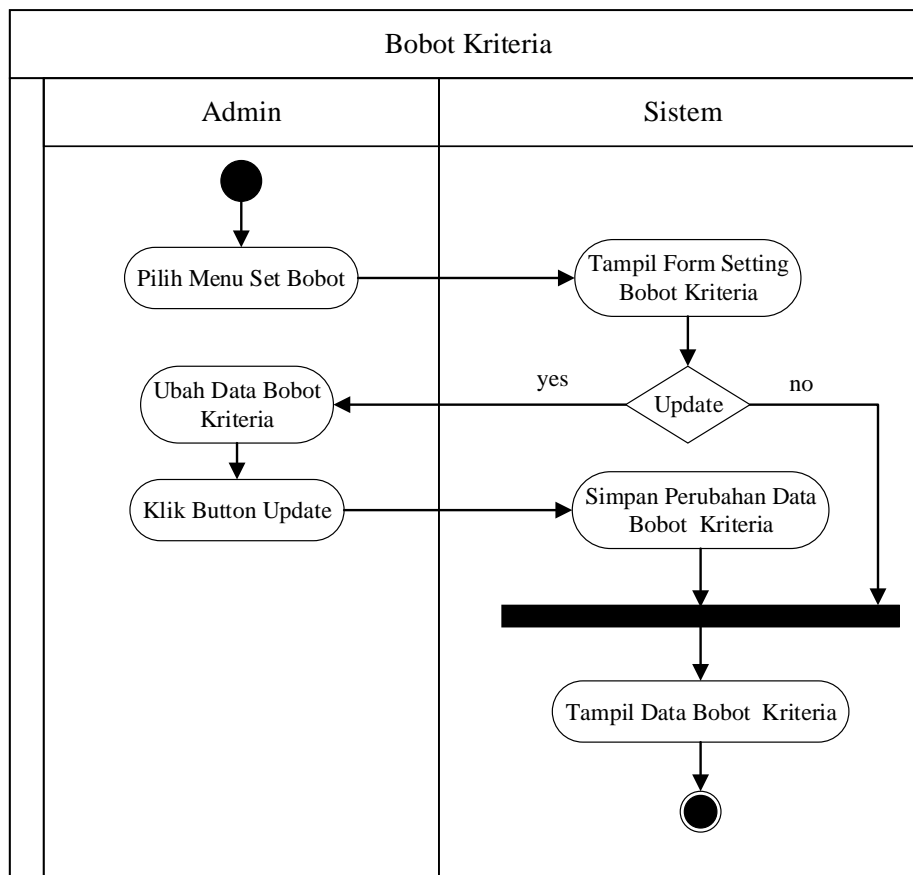 Bobot Kriteria
Admin
Sistem
Pilih Menu Set Bobot
Tampil Form Setting
Bobot Kriteria
Update
yes
no
Ubah Data Bobot
Kriteria
Klik Button Update
Simpan Perubahan Data
Bobot Kriteria
Tampil Data Bobot Kriteria